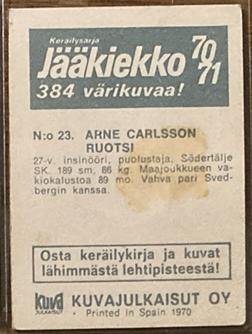 Keräilysarja
Jääkiekko 70
71
384 värikuvaa!
N:o 23. ARNE CARLSSON
RUOTSI
27-v. insinööri, puolustaja. Södertälje
SK. 189 sm, 86 kg. Maajoukkueen va-
kiokalustoa 89 mo. Vahva pari Sved-
bergin kanssa.
Osta keräilykirja ja kuvat
lähimmästä lehtipisteestä!
kuva
JULKAISUT
KUVAJULKAISUT OY
Printed in Spain 1970